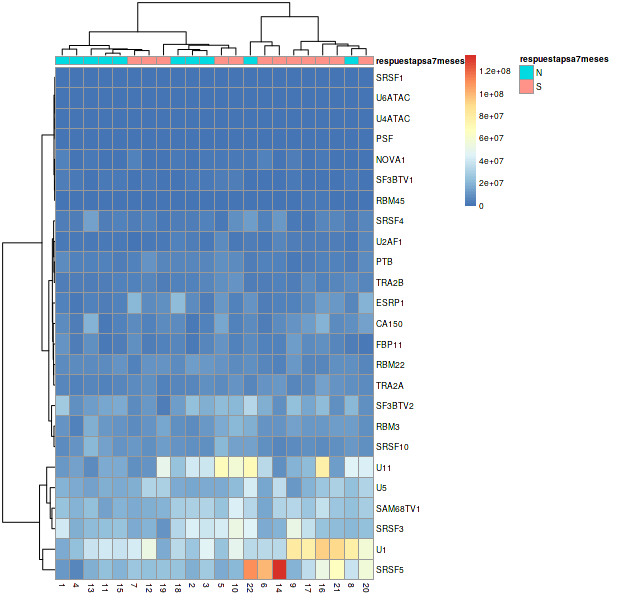 respuestapsa7meses
respuestapsa7meses
1.2e+08
N
S
1e+08
8e+07
6e+07
4e+07
2e+07
0
SRSF1
U6ATAC
U4ATAC
PSF
NOVA1
SF3BTV1
RBM45
SRSF4
U2AF1
PTB
TRA2B
ESRP1
CA150
FBP11
RBM22
TRA2A
SF3BTV2
RBM3
SRSF10
U11
U5
SAM68TV1
SRSF3
U1
SRSF5
1 4 13 11 15 7 12 19 18 2 3 5 10 22 6 14 9 17 16 21 8 20